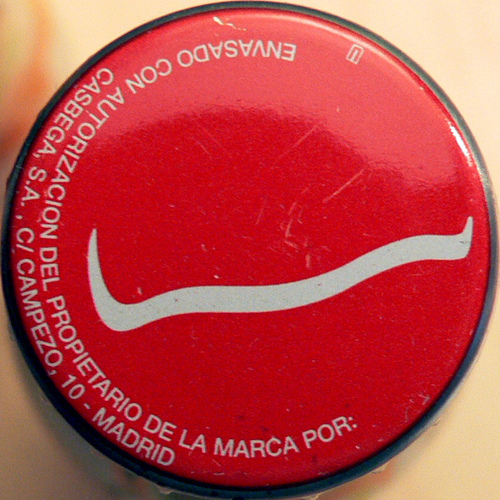 ENVASADO CON AUTORIZACION DEL PROPIETARIO DE LA MARCA POR:
CASBEGA, S.A., C/ CAMPEZO, 10 - MADRID